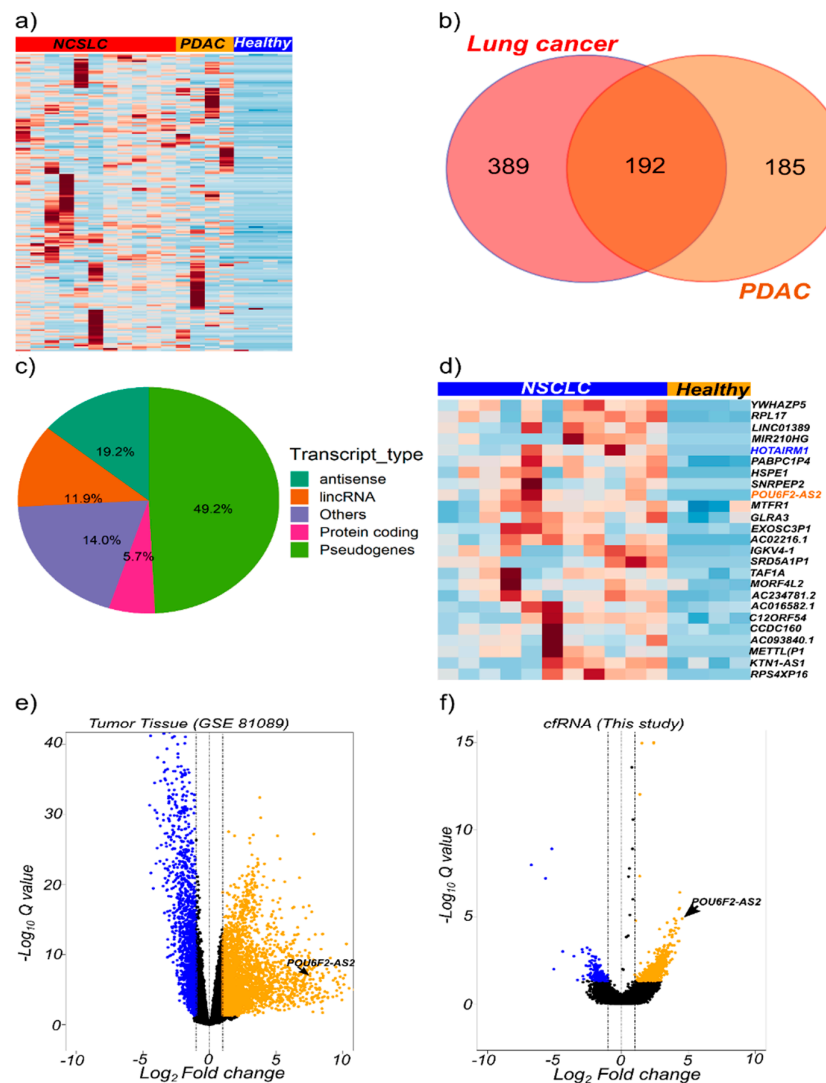 a)
NCSLC PDAC Healthy
b)
Lung cancer
389 192 185
PDAC
c)
19.2%
11.9%
14.0%
5.7%
49.2%
Transcript_type
antisense
lincRNA
Others
Protein coding
Pseudogenes
d)
NSCLC Healthy
YWHAZP5
RPL17
LINC01389
MIR210HG
HOTAIRM1
PABPC1P4
HSPE1
SNRPEP2
POU6F2-AS2
MTFR1
GLRA3
EXOSC3P1
AC02216.1
IGKV4-1
SRD5A1P1
TAF1A
MORF4L2
AC234781.2
AC016582.1
C12ORF54
CCDC160
AC093840.1
METTL(P1
KTN1-AS1
RPS4XP16
e)
Tumor Tissue (GSE 81089)
40
30
20
10
0
-Log10 Q value
POU6F2-AS2
-10 -5 0 5 10
Log2 Fold change
f)
cfRNA (This study)
15
10
5
0
-Log10 Q value
POU6F2-AS2
-10 -5 0 5 10
Log2 Fold change